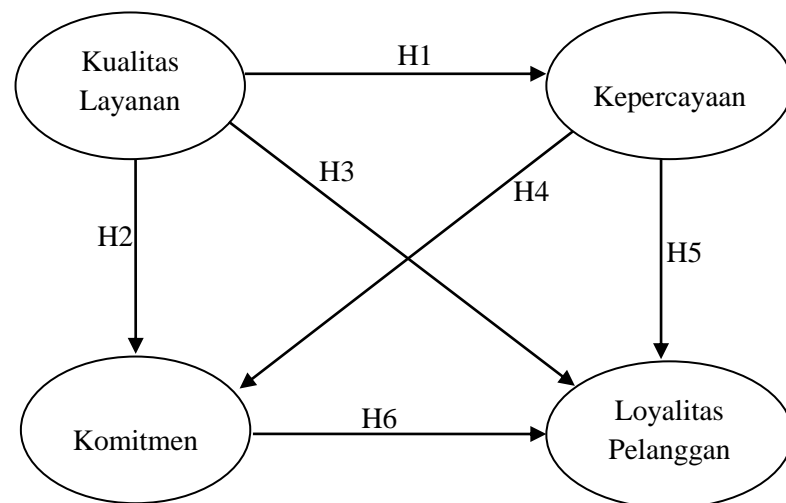 Kualitas
Layanan
H1
Kepercayaan
H3
H4
H2
H5
Komitmen
H6
Loyalitas
Pelanggan